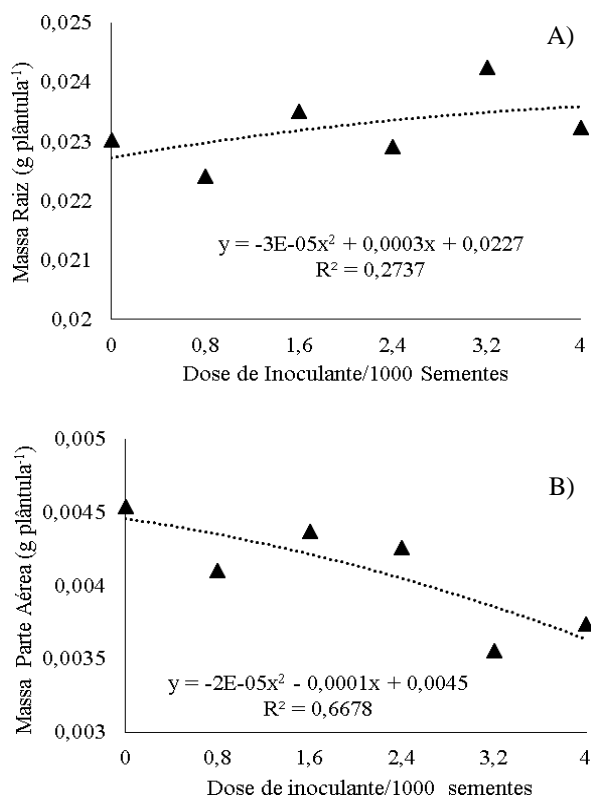 A)
Massa Raiz (g plântula⁻¹)
0,025
0,024
0,023
0,022
0,021
0,02
y = -3E-05x² + 0,0003x + 0,0227
R² = 0,2737
0 0,8 1,6 2,4 3,2 4
Dose de Inoculante/1000 Sementes
B)
Massa Parte Aérea (g plântula⁻¹)
0,005
0,0045
0,004
0,0035
0,003
y = -2E-05x² - 0,0001x + 0,0045
R² = 0,6678
0 0,8 1,6 2,4 3,2 4
Dose de inoculante/1000 sementes